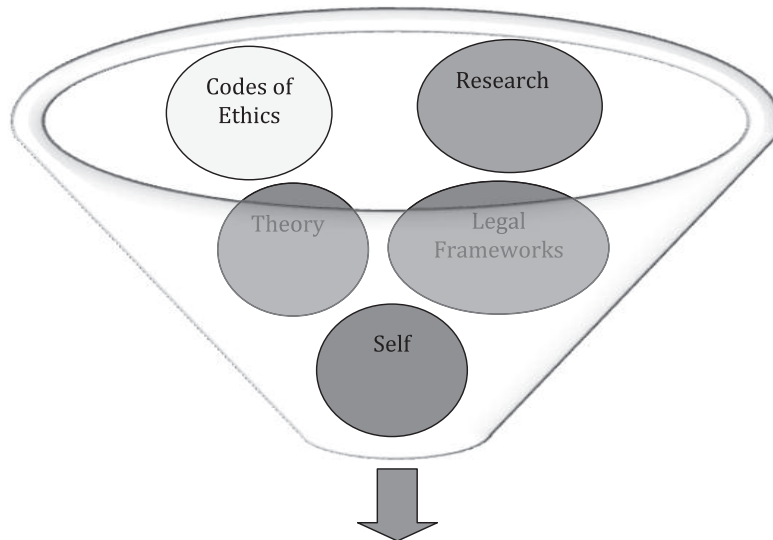 Codes of
Ethics
Research
Theory
Legal
Frameworks
Self